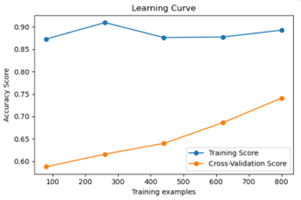 Learning Curve
0.90
0.85
0.80
0.75
0.70
0.65
0.60
Accuracy Score
Training Score
Cross-Validation Score
100 200 300 400 500 600 700 800
Training examples